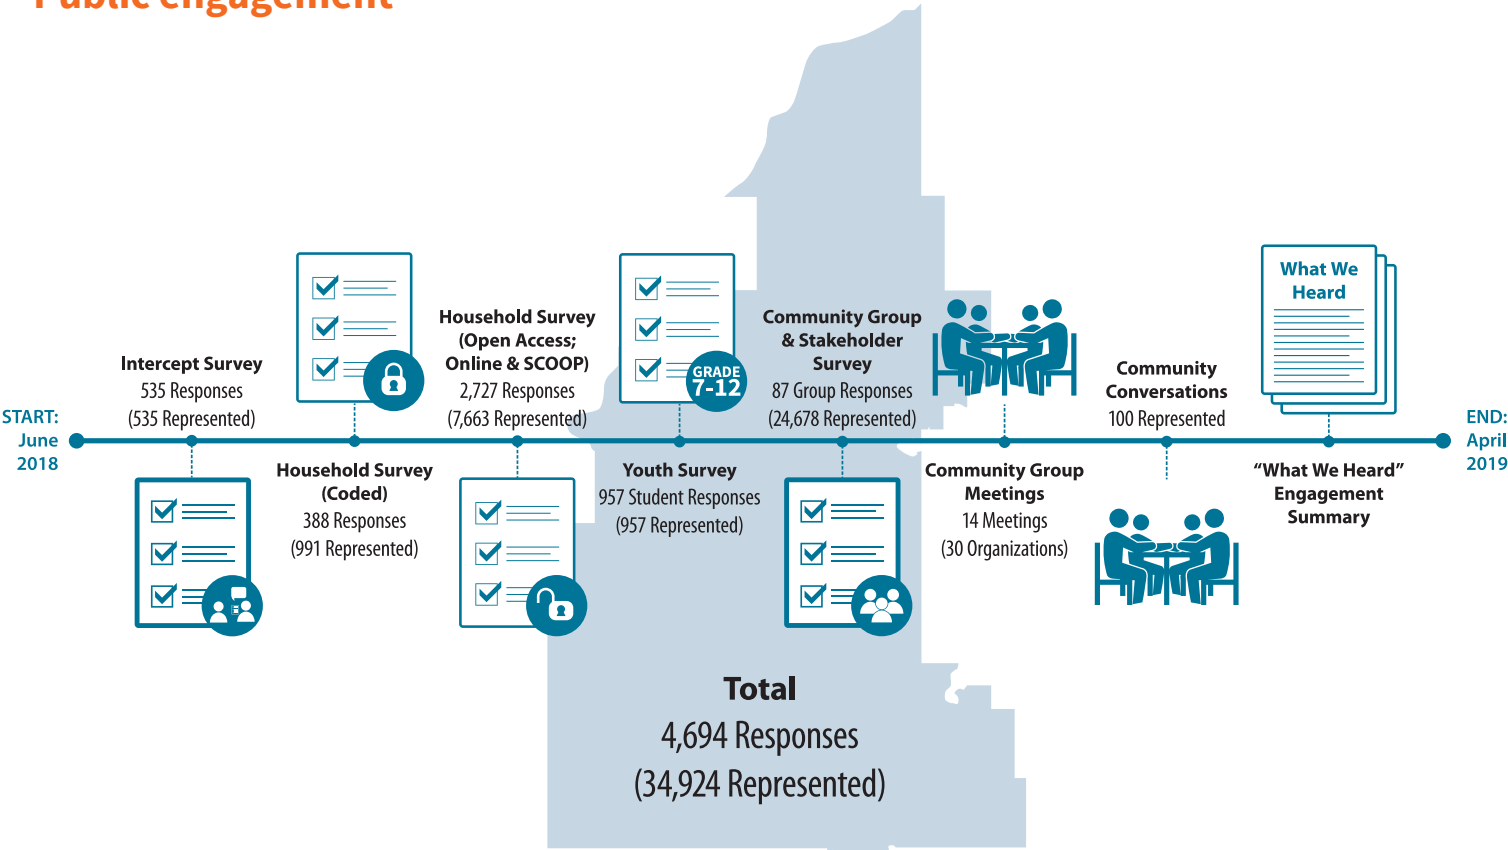 Public engagement
START:
June
2018
Intercept Survey
535 Responses
(535 Represented)
Household Survey
(Coded)
388 Responses
(991 Represented)
Household Survey
(Open Access;
Online & SCOOP)
2,727 Responses
(7,663 Represented)
GRADE
7-12
Youth Survey
957 Student Responses
(957 Represented)
Community Group
& Stakeholder
Survey
87 Group Responses
(24,678 Represented)
Community Group
Meetings
14 Meetings
(30 Organizations)
Community
Conversations
100 Represented
What We
Heard
“What We Heard”
Engagement
Summary
END:
April
2019
Total
4,694 Responses
(34,924 Represented)